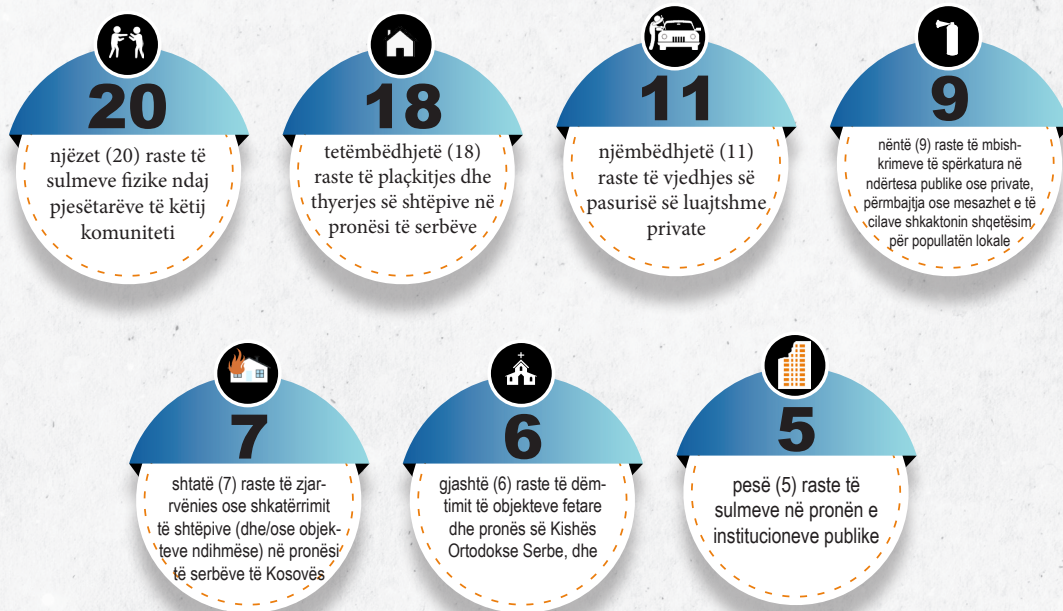 20
njëzet (20) raste të
sulmeve fizike ndaj
pjesëtarëve të këtij
komuniteti
18
tetëmbëdhjetë (18)
raste të plaçkitjes dhe
thyerjes së shtëpive në
pronësi të serbëve
11
njëmbëdhjetë (11)
raste të vjedhjes së
pasurisë së luajtshme
private
9
nëntë (9) raste të mbish-
krimeve të spërkatura në
ndërtesa publike ose private,
përmbajtja ose mesazhet e të
cilave shkaktonin shqetësim
për popullatën lokale
7
shtatë (7) raste të zjar-
rvënies ose shkatërrimit
të shtëpive (dhe/ose objek-
teve ndihmëse) në pronësi
të serbëve të Kosovës
6
gjashtë (6) raste të dëm-
timit të objekteve fetare
dhe pronës së Kishës
Ortodokse Serbe, dhe
5
pesë (5) raste të
sulmeve në pronën e
institucioneve publike